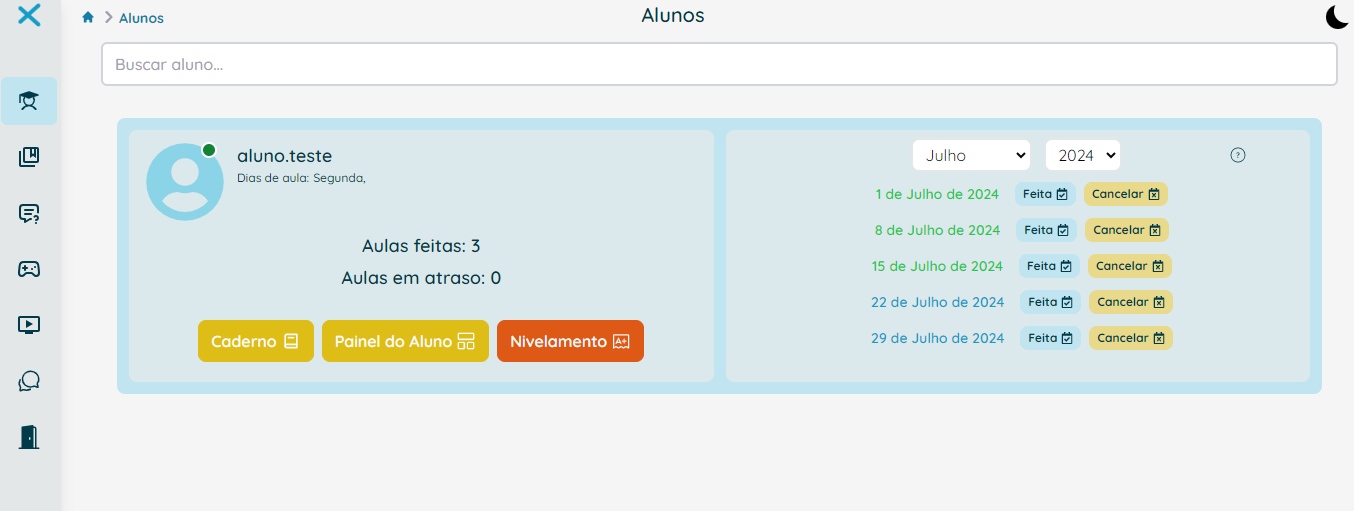 Alunos
Alunos
Buscar aluno...
aluno.teste
Dias de aula: Segunda,
Aulas feitas: 3
Aulas em atraso: 0
Caderno
Painel do Aluno
Nivelamento A+
Julho 2024 ?
1 de Julho de 2024 Feita Cancelar
8 de Julho de 2024 Feita Cancelar
15 de Julho de 2024 Feita Cancelar
22 de Julho de 2024 Feita Cancelar
29 de Julho de 2024 Feita Cancelar